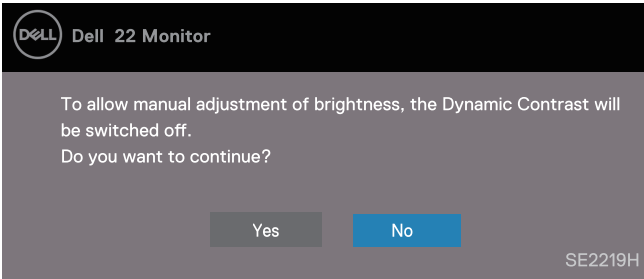 DELL Dell 22 Monitor
To allow manual adjustment of brightness, the Dynamic Contrast will
be switched off.
Do you want to continue?
Yes No
SE2219H